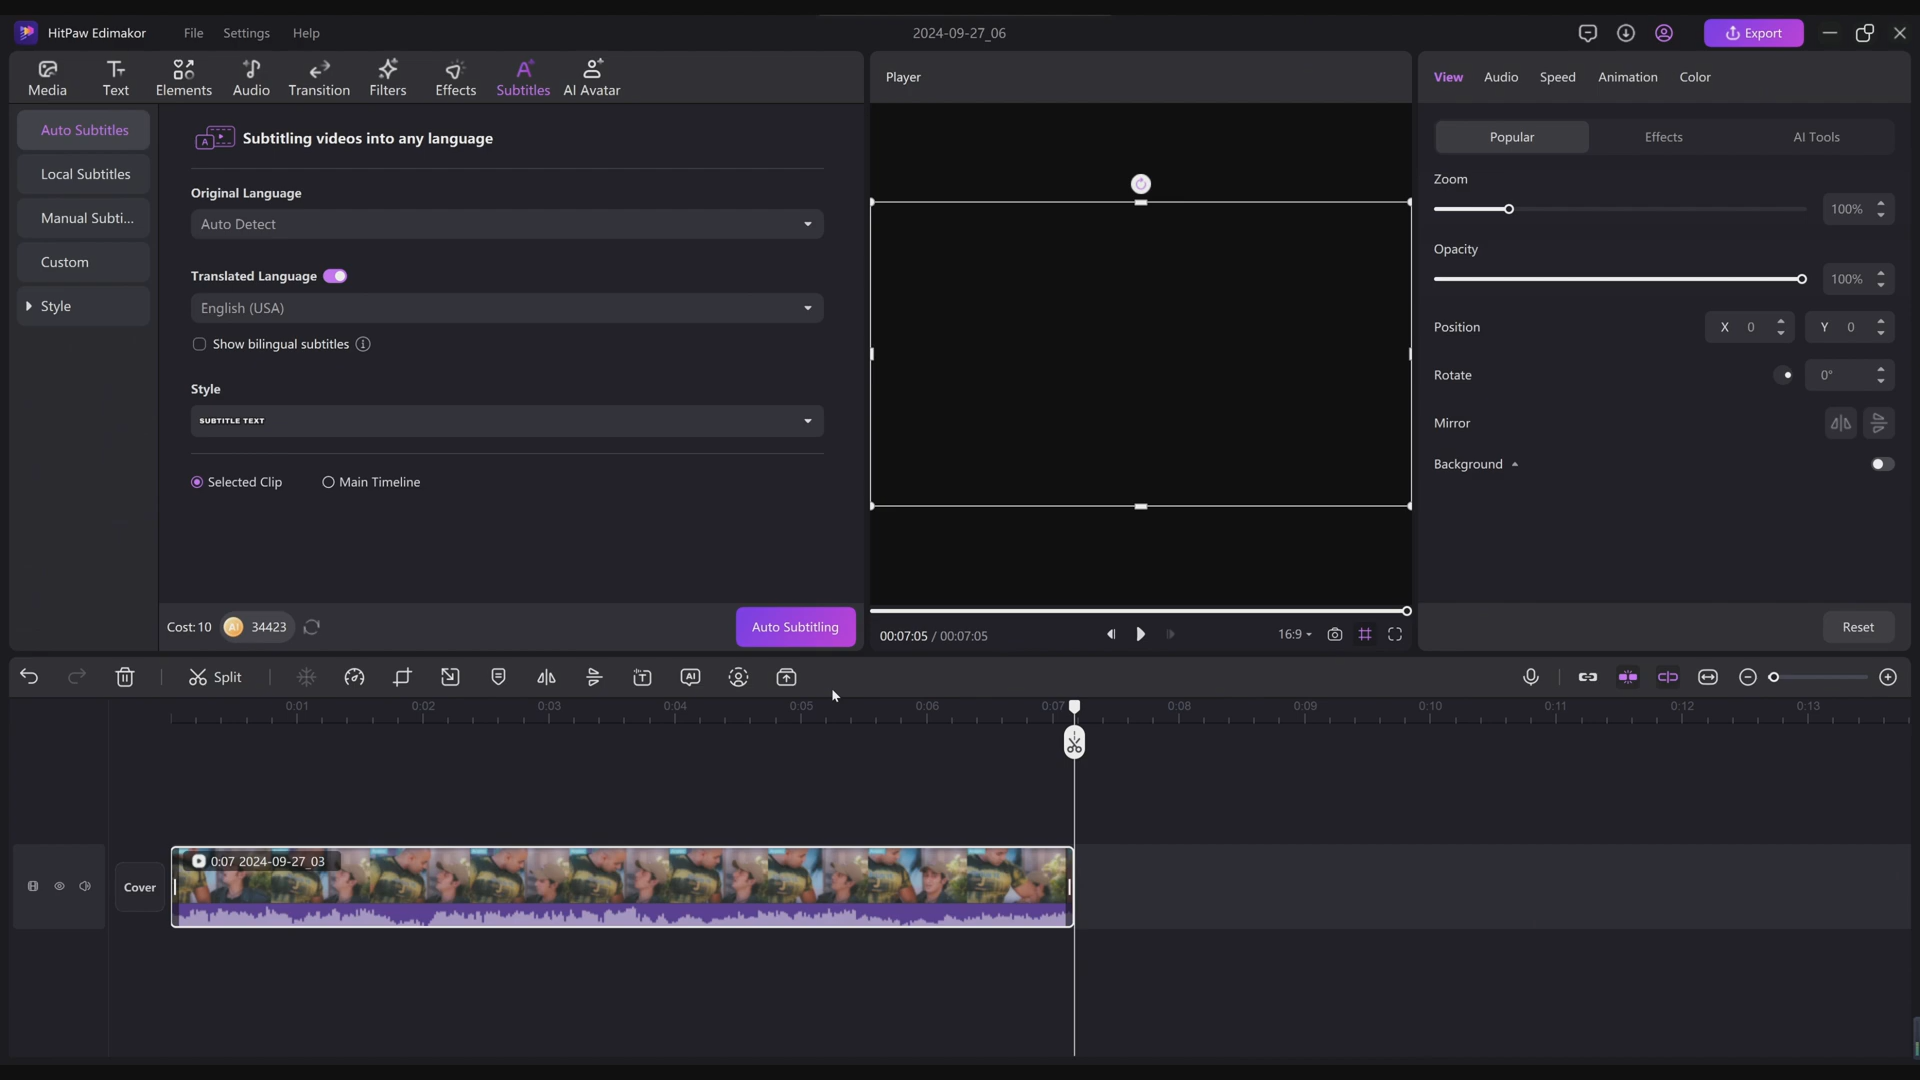 HitPaw Edimakor
File
Settings
Help
2024-09-27_06
Export
Media
Text
Elements
Audio
Transition
Filters
Effects
Subtitles
AI Avatar
Player
View
Audio
Speed
Animation
Color
Auto Subtitles
Local Subtitles
Manual Subti...
Custom
Style
A
Subtitling videos into any language
Original Language
Auto Detect
Translated Language
English (USA)
Show bilingual subtitles
Style
SUBTITLE TEXT
Selected Clip
Main Timeline
Cost: 10
AI
34423
Auto Subtitling
00:07:05 / 00:07:05
16:9
Popular
Effects
AI Tools
Zoom
100%
Opacity
100%
Position
X 0
Y 0
Rotate
0°
Mirror
Background
Reset
Split
AI
0:01 0:02 0:03 0:04 0:05 0:06 0:07 0:08 0:09 0:10 0:11 0:12 0:13
0:07 2024-09-27_03
Cover